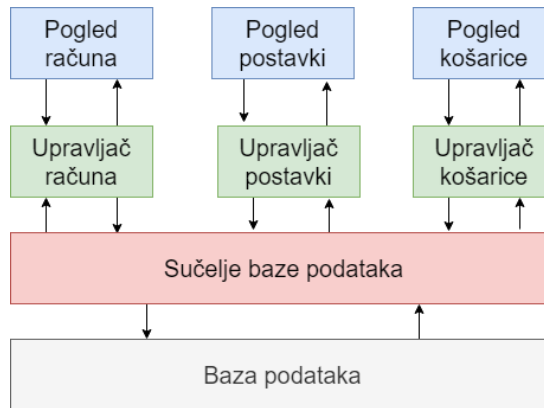 Pogled
računa
Pogled
postavki
Pogled
košarice
Upravljač
računa
Upravljač
postavki
Upravljač
košarice
Sučelje baze podataka
Baza podataka